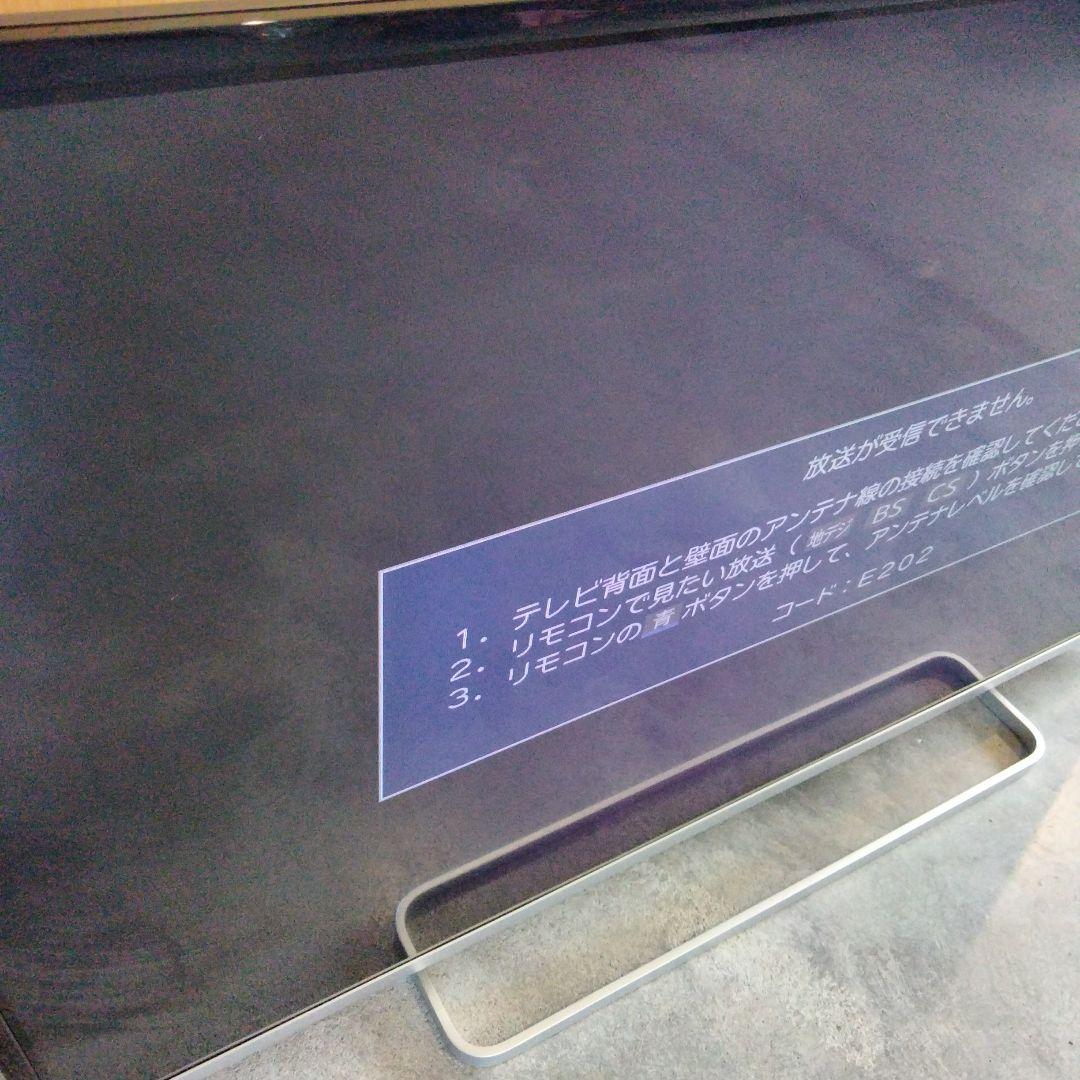 放送が受信できません。
1. テレビ背面と壁面のアンテナ線の接続を確認してくだ
2. リモコンで見たい放送（地デジ BS CS）ボタンを押
3. リモコンの青ボタンを押して、アンテナレベルを確認し
コード：E202